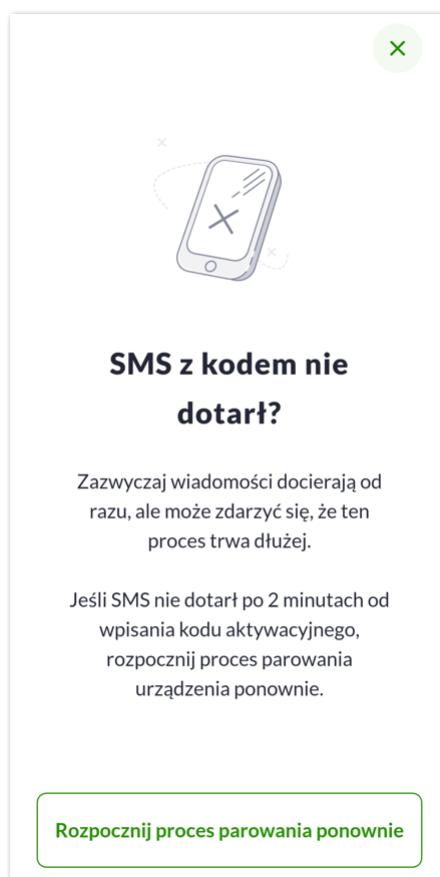 SMS z kodem nie
dotarł?
Zazwyczaj wiadomości docierają od
razu, ale może zdarzyć się, że ten
proces trwa dłużej.
Jeśli SMS nie dotarł po 2 minutach od
wpisania kodu aktywacyjnego,
rozpocznij proces parowania
urządzenia ponownie.
Rozpocznij proces parowania ponownie